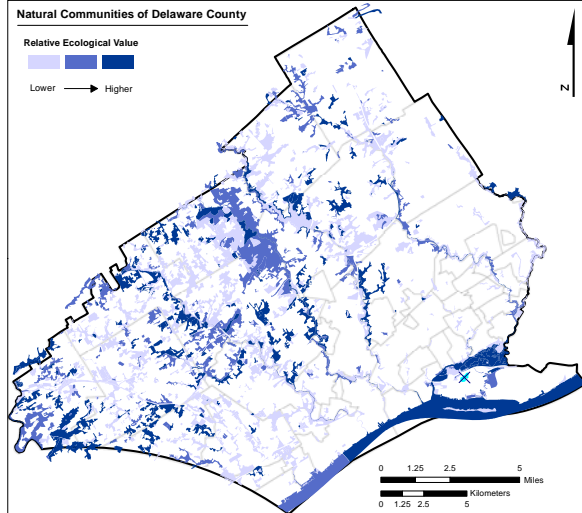 Natural Communities of Delaware County
Relative Ecological Value
Lower Higher
N
0 1.25 2.5 5
Miles
Kilometers
0 1.25 2.5 5